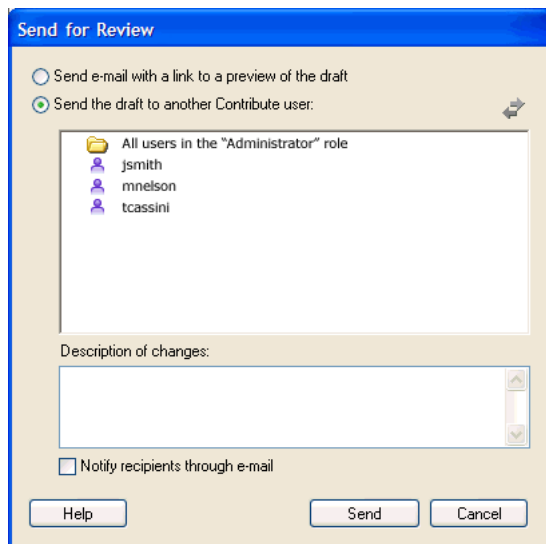 Send for Review
Send e-mail with a link to a preview of the draft
Send the draft to another Contribute user:
All users in the "Administrator" role
jsmith
mnelson
tcassini
Description of changes:
Notify recipients through e-mail
Help Send Cancel